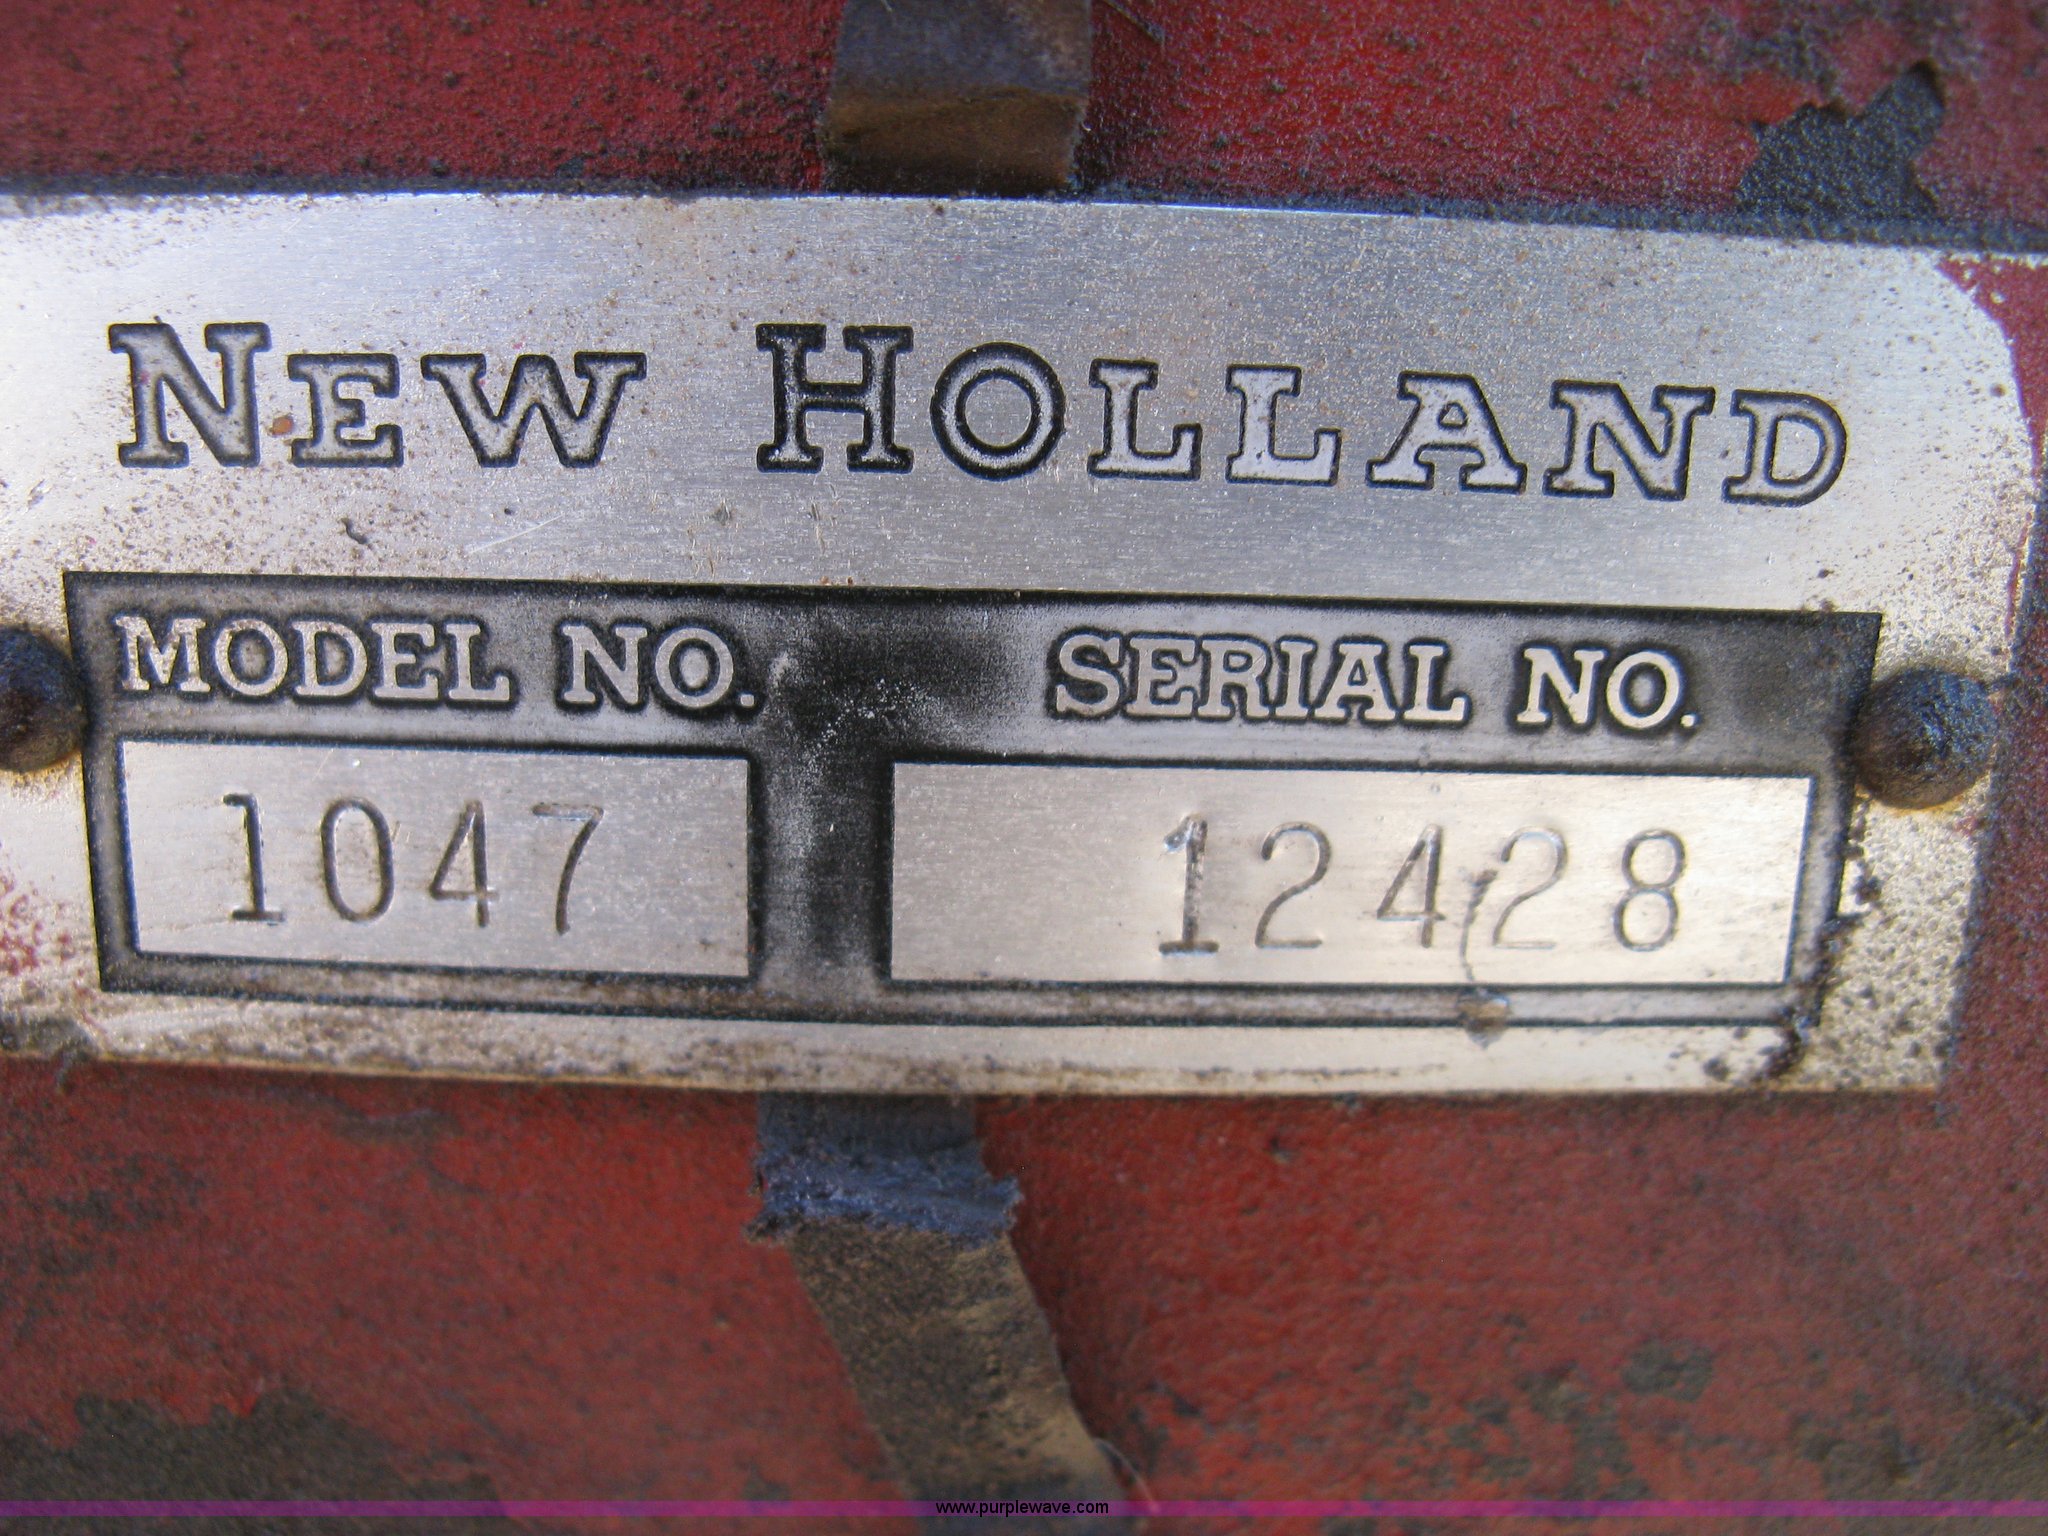 NEW HOLLAND
MODEL NO. SERIAL NO.
1047 12428
www.purplewave.com